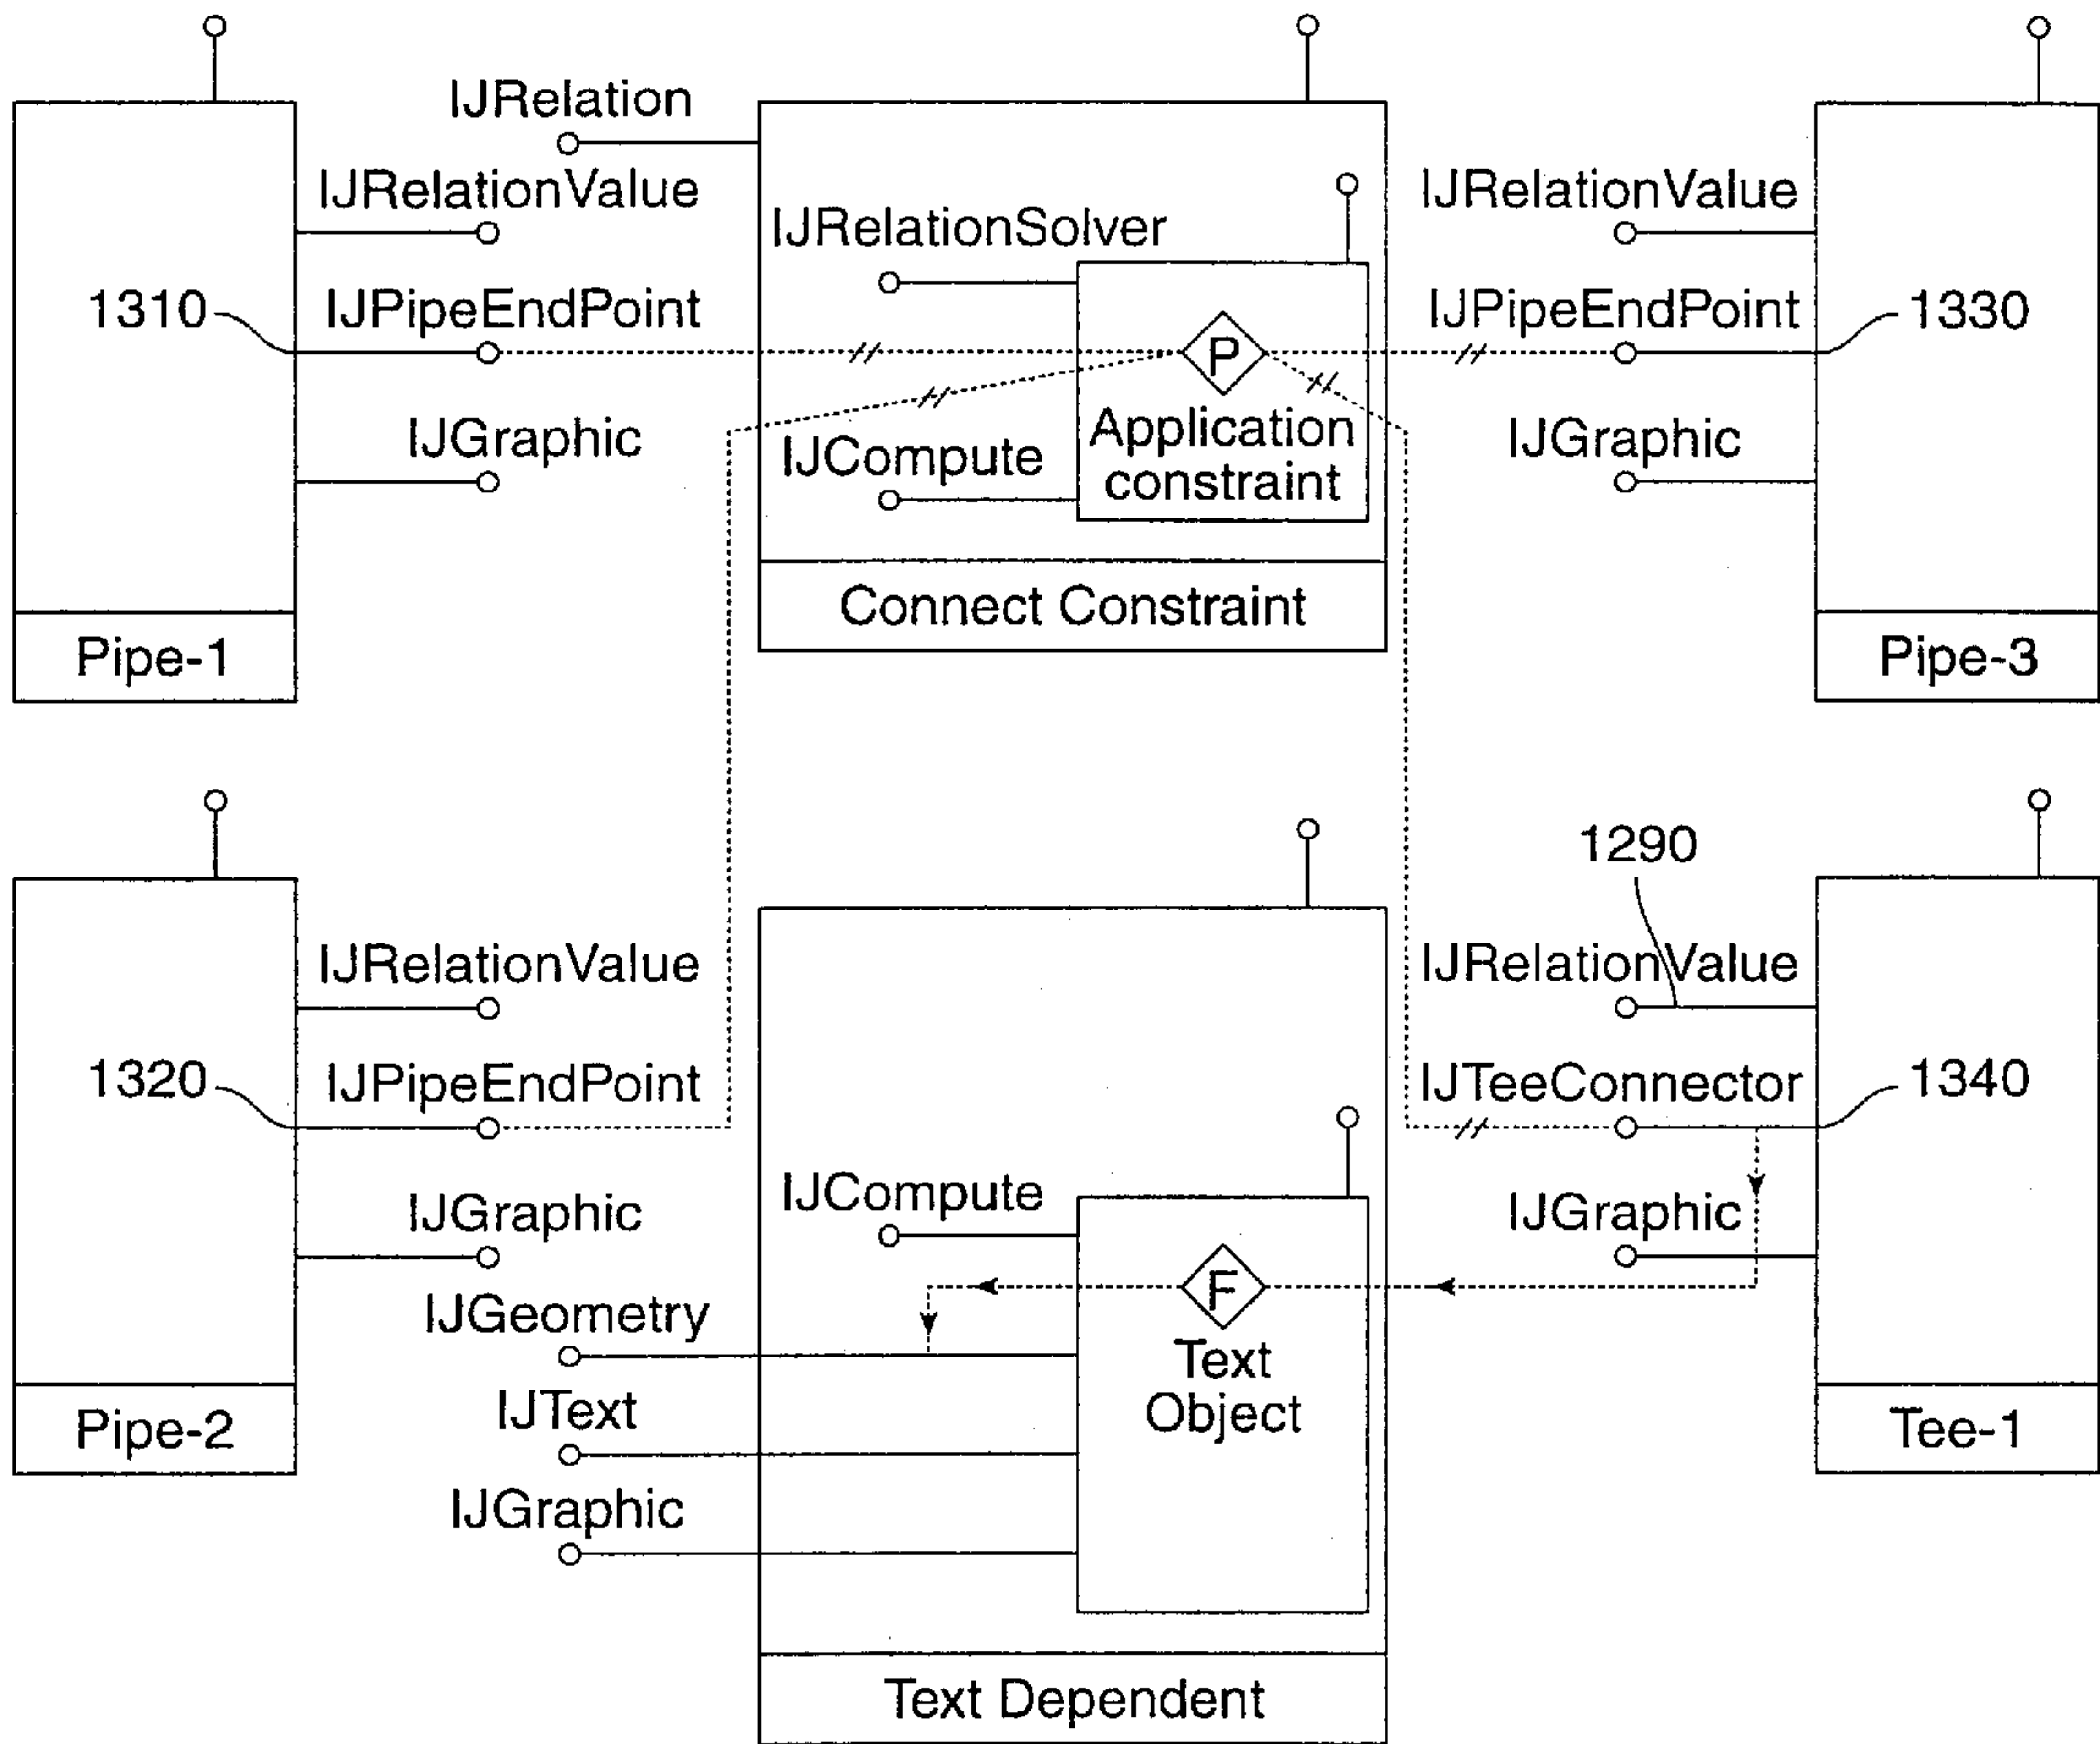 IJRelation
IJRelationValue
1310
IJPipeEndPoint
IJGraphic
Pipe-1
IJRelationSolver
P
Application
constraint
IJCompute
Connect Constraint
IJRelationValue
IJPipeEndPoint
1330
IJGraphic
Pipe-3
IJRelationValue
1320
IJPipeEndPoint
IJGraphic
Pipe-2
IJGeometry
IJText
IJGraphic
IJCompute
F
Text
Object
Text Dependent
1290
IJRelationValue
IJTeeConnector
1340
IJGraphic
Tee-1